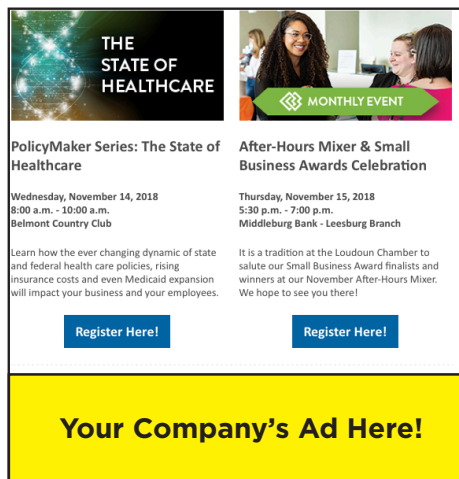 THE
STATE OF
HEALTHCARE
MONTHLY EVENT
PolicyMaker Series: The State of
Healthcare
Wednesday, November 14, 2018
8:00 a.m. - 10:00 a.m.
Belmont Country Club
Learn how the ever changing dynamic of state
and federal health care policies, rising
insurance costs and even Medicaid expansion
will impact your business and your employees.
Register Here!
After-Hours Mixer & Small
Business Awards Celebration
Thursday, November 15, 2018
5:30 p.m. - 7:00 p.m.
Middleburg Bank - Leesburg Branch
It is a tradition at the Loudoun Chamber to
salute our Small Business Award finalists and
winners at our November After-Hours Mixer.
We hope to see you there!
Register Here!
Your Company's Ad Here!